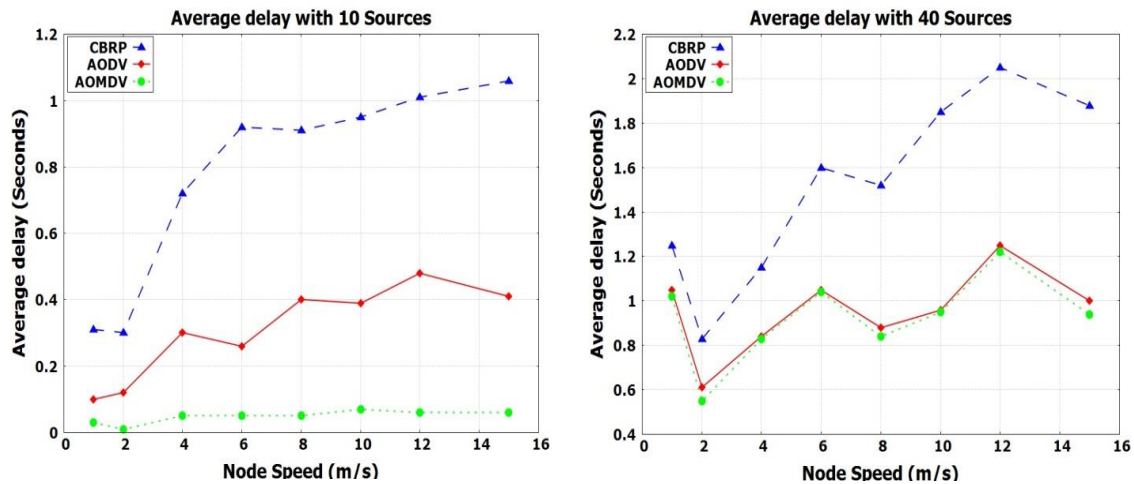 Average delay with 10 Sources
1.2
1
0.8
0.6
0.4
0.2
0
CBRP
AODV
AOMDV
Average delay (Seconds)
0 2 4 6 8 10 12 14 16
Node Speed (m/s)
Average delay with 40 Sources
2.2
2
1.8
1.6
1.4
1.2
1
0.8
0.6
0.4
CBRP
AODV
AOMDV
Average delay (Seconds)
0 2 4 6 8 10 12 14 16
Node Speed (m/s)